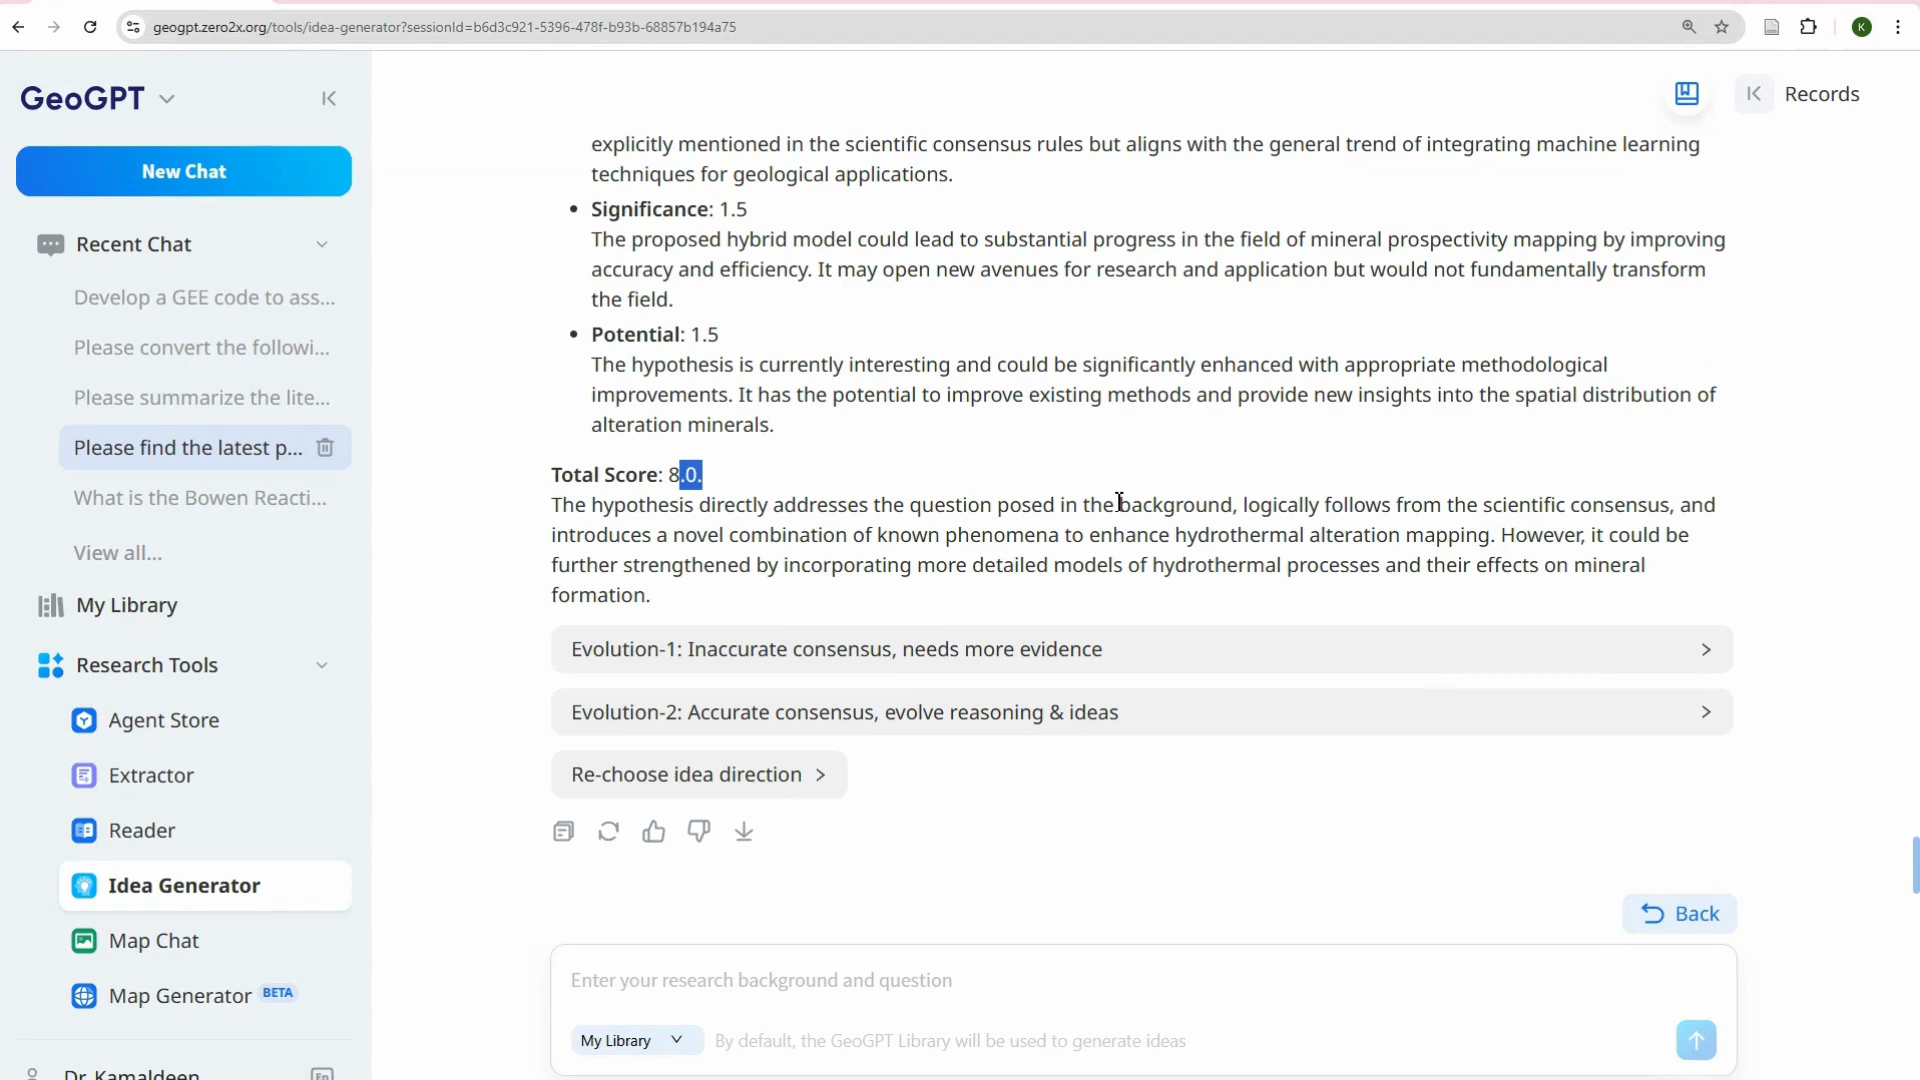 geogpt.zero2x.org/tools/idea-generator?sessionId=b6d3c921-5396-478f-b93b-68857b194a75
K
GeoGPT
New Chat
Recent Chat
Develop a GEE code to ass...
Please convert the followi...
Please summarize the lite...
Please find the latest p...
What is the Bowen Reacti...
View all...
My Library
Research Tools
Agent Store
Extractor
Reader
Idea Generator
Map Chat
Map Generator BETA
Dr. Kamaldeen
En
Records
explicitly mentioned in the scientific consensus rules but aligns with the general trend of integrating machine learning
techniques for geological applications.
• Significance: 1.5
The proposed hybrid model could lead to substantial progress in the field of mineral prospectivity mapping by improving
accuracy and efficiency. It may open new avenues for research and application but would not fundamentally transform
the field.
• Potential: 1.5
The hypothesis is currently interesting and could be significantly enhanced with appropriate methodological
improvements. It has the potential to improve existing methods and provide new insights into the spatial distribution of
alteration minerals.
Total Score: 8.0.
The hypothesis directly addresses the question posed in the background, logically follows from the scientific consensus, and
introduces a novel combination of known phenomena to enhance hydrothermal alteration mapping. However, it could be
further strengthened by incorporating more detailed models of hydrothermal processes and their effects on mineral
formation.
Evolution-1: Inaccurate consensus, needs more evidence
Evolution-2: Accurate consensus, evolve reasoning & ideas
Re-choose idea direction
Back
Enter your research background and question
My Library
By default, the GeoGPT Library will be used to generate ideas